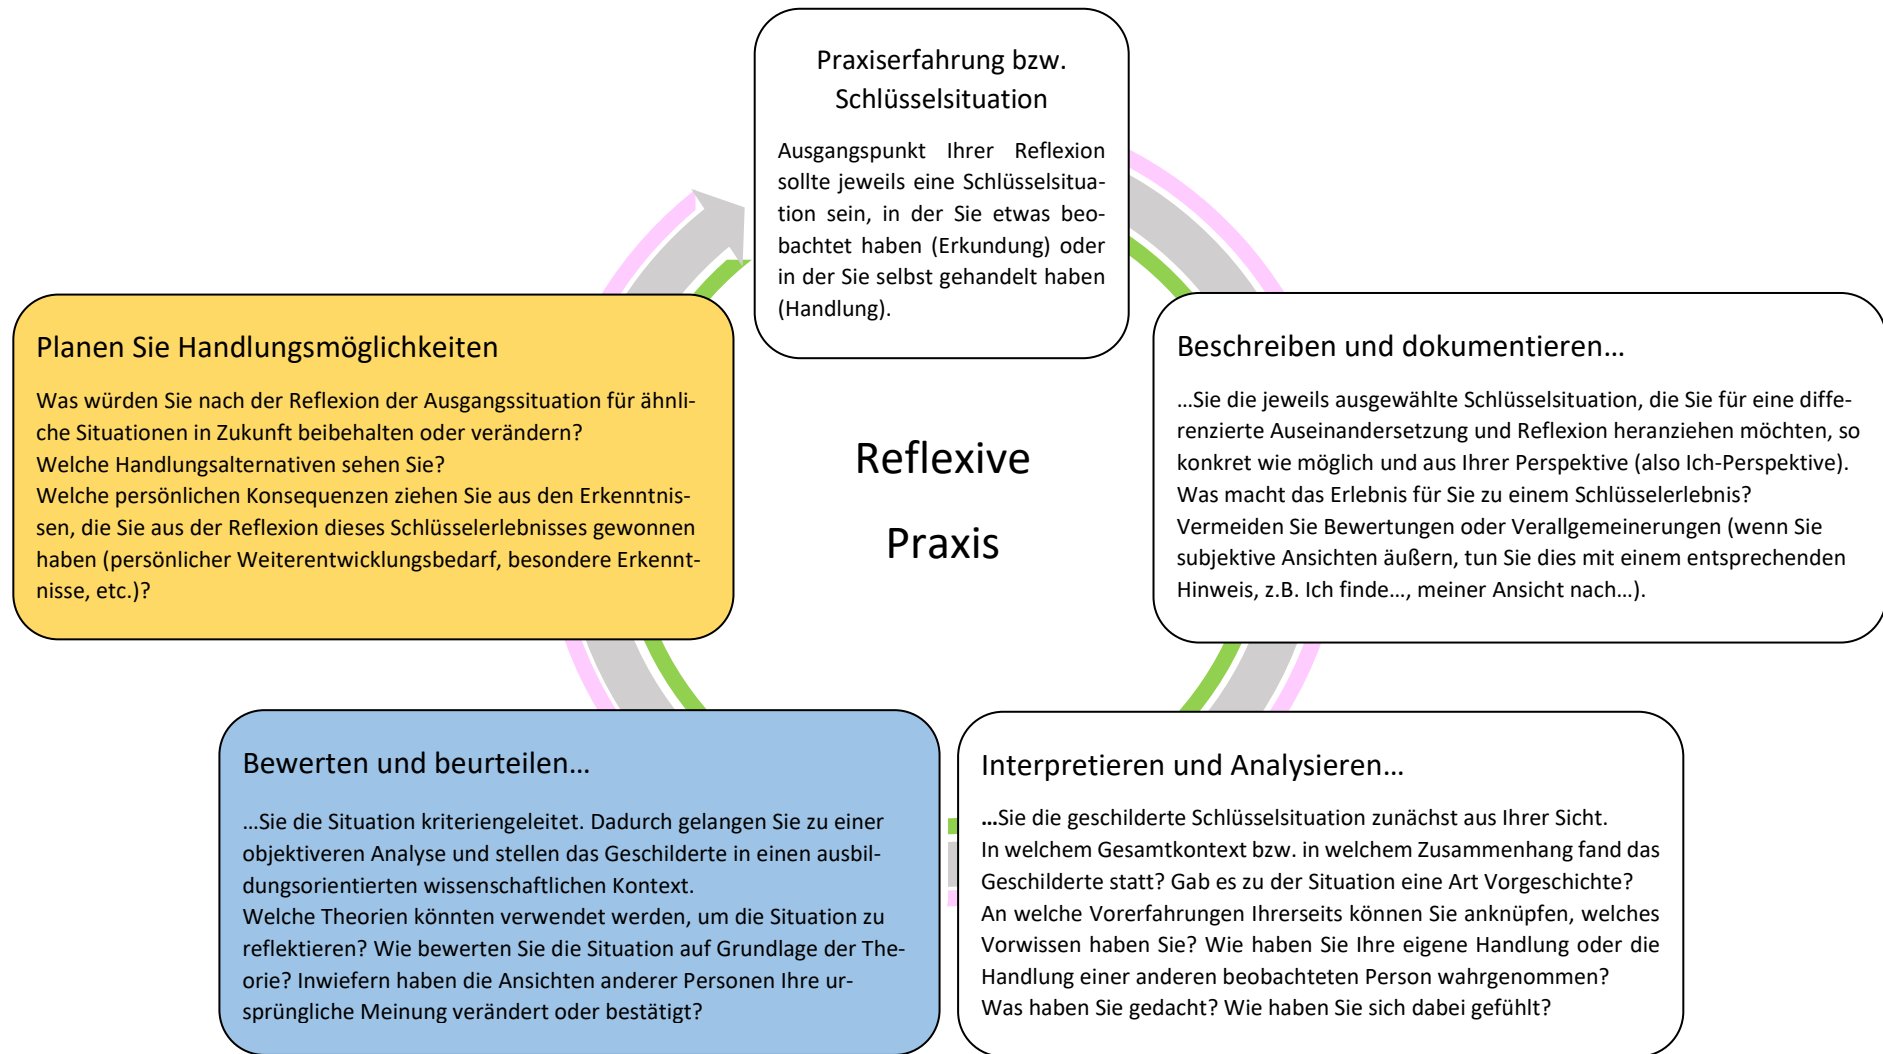 Praxiserfahrung bzw.
Schlüsselsituation
Ausgangspunkt Ihrer Reflexion
sollte jeweils eine Schlüsselsitua-
tion sein, in der Sie etwas beo-
bachtet haben (Erkundung) oder
in der Sie selbst gehandelt haben
(Handlung).
Beschreiben und dokumentieren…
…Sie die jeweils ausgewählte Schlüsselsituation, die Sie für eine diffe-
renzierte Auseinandersetzung und Reflexion heranziehen möchten, so
konkret wie möglich und aus Ihrer Perspektive (also Ich-Perspektive).
Was macht das Erlebnis für Sie zu einem Schlüsselerlebnis?
Vermeiden Sie Bewertungen oder Verallgemeinerungen (wenn Sie
subjektive Ansichten äußern, tun Sie dies mit einem entsprechenden
Hinweis, z.B. Ich finde…, meiner Ansicht nach…).
Interpretieren und Analysieren…
…Sie die geschilderte Schlüsselsituation zunächst aus Ihrer Sicht.
In welchem Gesamtkontext bzw. in welchem Zusammenhang fand das
Geschilderte statt? Gab es zu der Situation eine Art Vorgeschichte?
An welche Vorerfahrungen Ihrerseits können Sie anknüpfen, welches
Vorwissen haben Sie? Wie haben Sie Ihre eigene Handlung oder die
Handlung einer anderen beobachteten Person wahrgenommen?
Was haben Sie gedacht? Wie haben Sie sich dabei gefühlt?
Bewerten und beurteilen…
…Sie die Situation kriteriengeleitet. Dadurch gelangen Sie zu einer
objektiveren Analyse und stellen das Geschilderte in einen ausbil-
dungsorientierten wissenschaftlichen Kontext.
Welche Theorien könnten verwendet werden, um die Situation zu
reflektieren? Wie bewerten Sie die Situation auf Grundlage der The-
orie? Inwiefern haben die Ansichten anderer Personen Ihre ur-
sprüngliche Meinung verändert oder bestätigt?
Planen Sie Handlungsmöglichkeiten
Was würden Sie nach der Reflexion der Ausgangssituation für ähnli-
che Situationen in Zukunft beibehalten oder verändern?
Welche Handlungsalternativen sehen Sie?
Welche persönlichen Konsequenzen ziehen Sie aus den Erkenntnis-
sen, die Sie aus der Reflexion dieses Schlüsselerlebnisses gewonnen
haben (persönlicher Weiterentwicklungsbedarf, besondere Erkennt-
nisse, etc.)?
Reflexive
Praxis